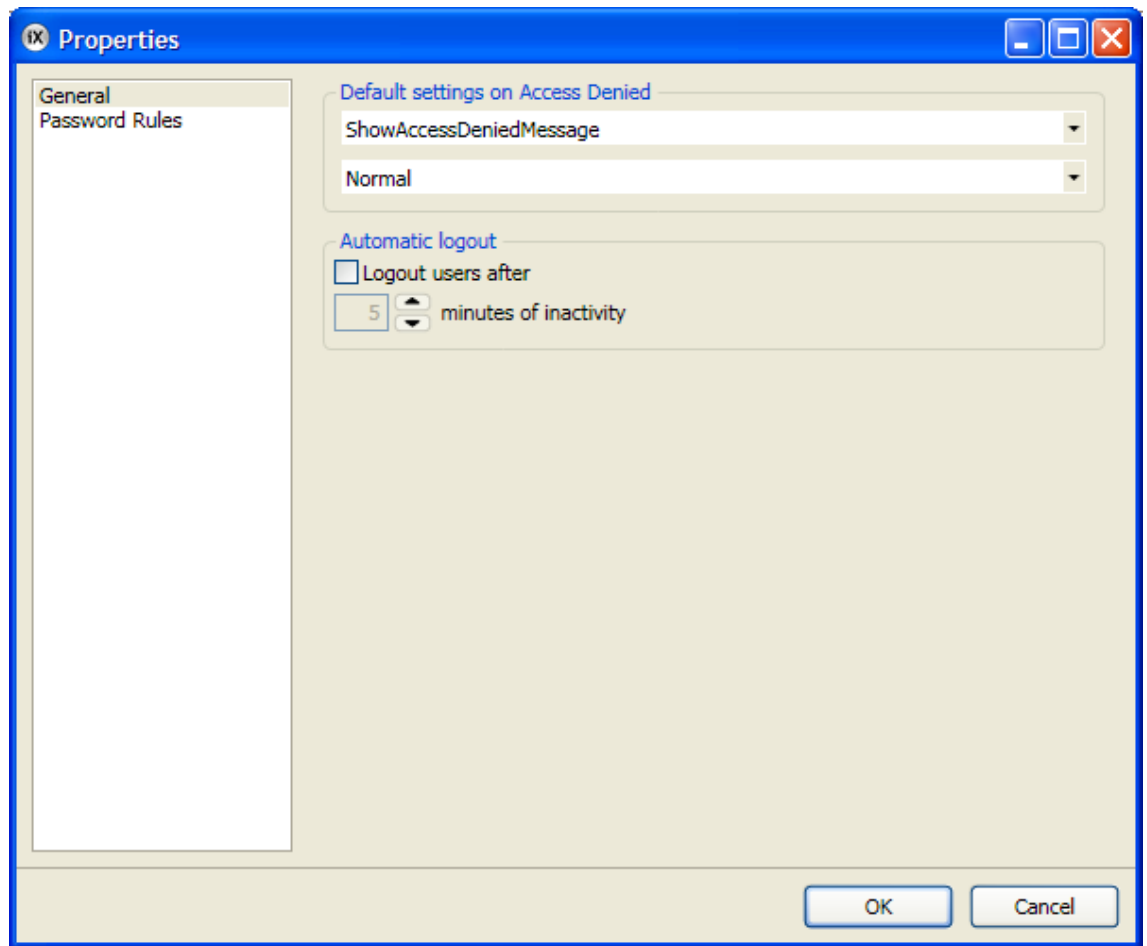 iX Properties
General
Password Rules
Default settings on Access Denied
ShowAccessDeniedMessage
Normal
Automatic logout
Logout users after
5 minutes of inactivity
OK Cancel